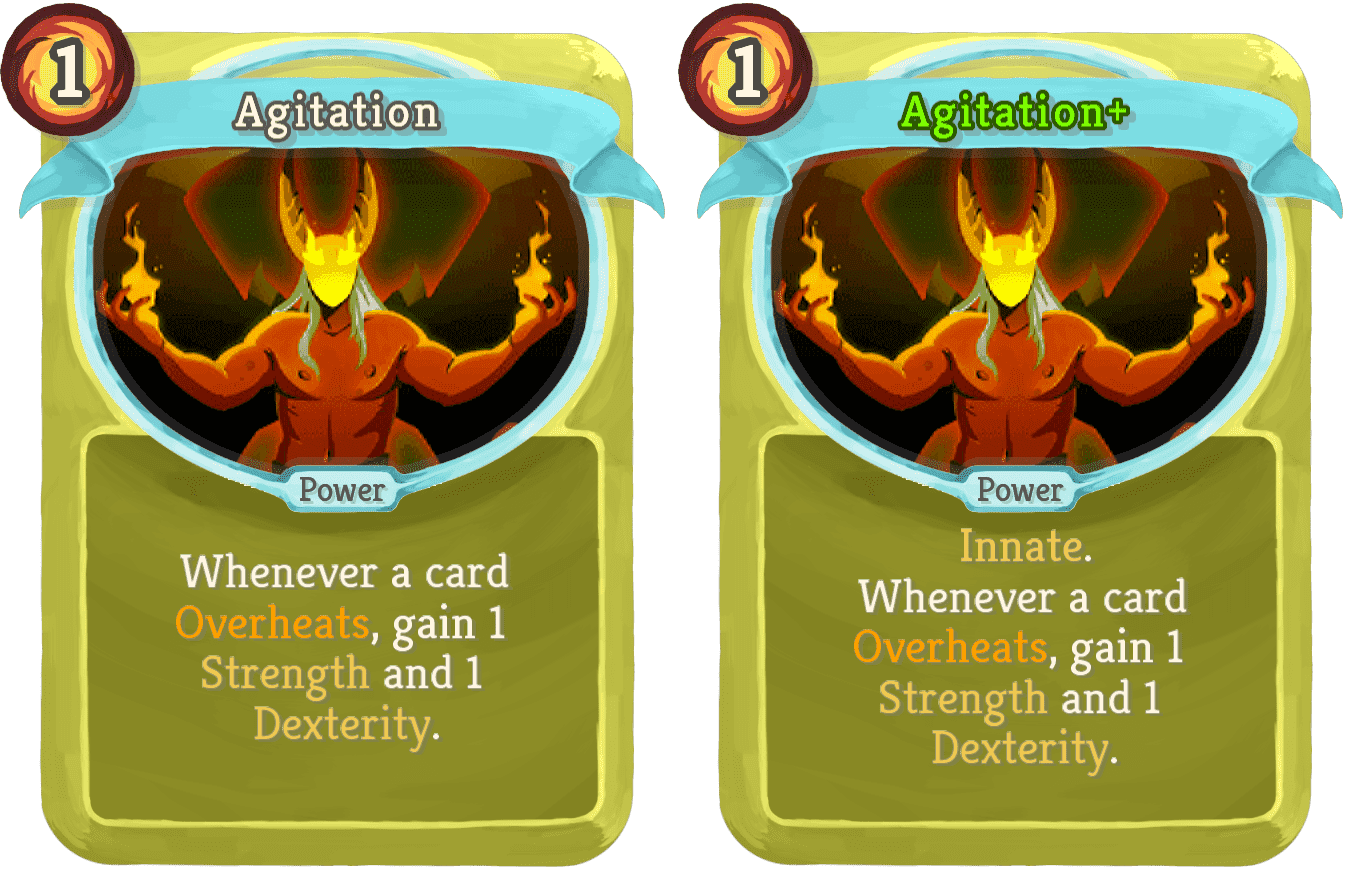 1
Agitation
Power
Whenever a card
Overheats, gain 1
Strength and 1
Dexterity.
1
Agitation+
Power
Innate.
Whenever a card
Overheats, gain 1
Strength and 1
Dexterity.